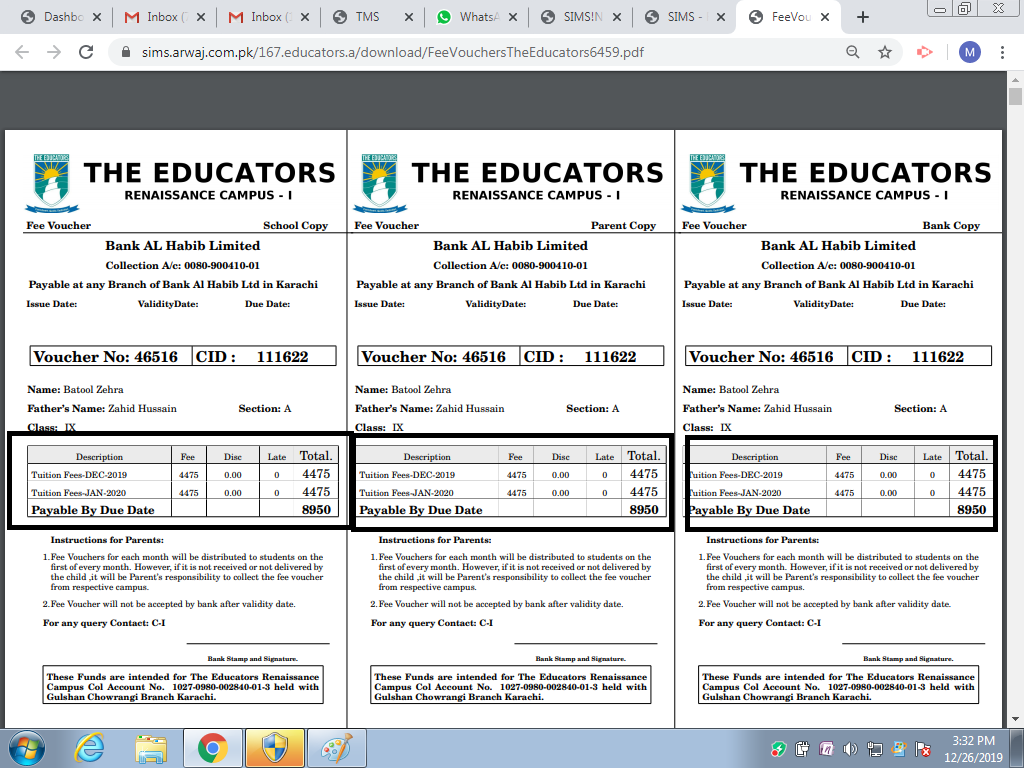 Dashbo
Inbox (
Inbox (
TMS
WhatsA
SIMS!N
SIMS -
FeeVou
sims.arwaj.com.pk/167.educators.a/download/FeeVouchersTheEducators6459.pdf
M
THE EDUCATORS
THE EDUCATORS
RENAISSANCE CAMPUS - I
Fee Voucher School Copy
Bank AL Habib Limited
Collection A/c: 0080-900410-01
Payable at any Branch of Bank Al Habib Ltd in Karachi
Issue Date: ValidityDate: Due Date:
Voucher No: 46516 CID : 111622
Name: Batool Zehra
Father's Name: Zahid Hussain Section: A
Class: IX
Description Fee Disc Late Total.
Tuition Fees-DEC-2019 4475 0.00 0 4475
Tuition Fees-JAN-2020 4475 0.00 0 4475
Payable By Due Date 8950
Instructions for Parents:
1.Fee Vouchers for each month will be distributed to students on the
first of every month. However, if it is not received or not delivered by
the child ,it will be Parent's responsibility to collect the fee voucher
from respective campus.
2.Fee Voucher will not be accepted by bank after validity date.
For any query Contact: C-I
Bank Stamp and Signature.
These Funds are intended for The Educators Renaissance
Campus Col Account No. 1027-0980-002840-01-3 held with
Gulshan Chowrangi Branch Karachi.
THE EDUCATORS
THE EDUCATORS
RENAISSANCE CAMPUS - I
Fee Voucher Parent Copy
Bank AL Habib Limited
Collection A/c: 0080-900410-01
Payable at any Branch of Bank Al Habib Ltd in Karachi
Issue Date: ValidityDate: Due Date:
Voucher No: 46516 CID : 111622
Name: Batool Zehra
Father's Name: Zahid Hussain Section: A
Class: IX
Description Fee Disc Late Total.
Tuition Fees-DEC-2019 4475 0.00 0 4475
Tuition Fees-JAN-2020 4475 0.00 0 4475
Payable By Due Date 8950
Instructions for Parents:
1.Fee Vouchers for each month will be distributed to students on the
first of every month. However, if it is not received or not delivered by
the child ,it will be Parent's responsibility to collect the fee voucher
from respective campus.
2.Fee Voucher will not be accepted by bank after validity date.
For any query Contact: C-I
Bank Stamp and Signature.
These Funds are intended for The Educators Renaissance
Campus Col Account No. 1027-0980-002840-01-3 held with
Gulshan Chowrangi Branch Karachi.
THE EDUCATORS
THE EDUCATORS
RENAISSANCE CAMPUS - I
Fee Voucher Bank Copy
Bank AL Habib Limited
Collection A/c: 0080-900410-01
Payable at any Branch of Bank Al Habib Ltd in Karachi
Issue Date: ValidityDate: Due Date:
Voucher No: 46516 CID : 111622
Name: Batool Zehra
Father's Name: Zahid Hussain Section: A
Class: IX
Description Fee Disc Late Total.
Tuition Fees-DEC-2019 4475 0.00 0 4475
Tuition Fees-JAN-2020 4475 0.00 0 4475
Payable By Due Date 8950
Instructions for Parents:
1.Fee Vouchers for each month will be distributed to students on the
first of every month. However, if it is not received or not delivered by
the child ,it will be Parent's responsibility to collect the fee voucher
from respective campus.
2.Fee Voucher will not be accepted by bank after validity date.
For any query Contact: C-I
Bank Stamp and Signature.
These Funds are intended for The Educators Renaissance
Campus Col Account No. 1027-0980-002840-01-3 held with
Gulshan Chowrangi Branch Karachi.
3:32 PM
12/26/2019